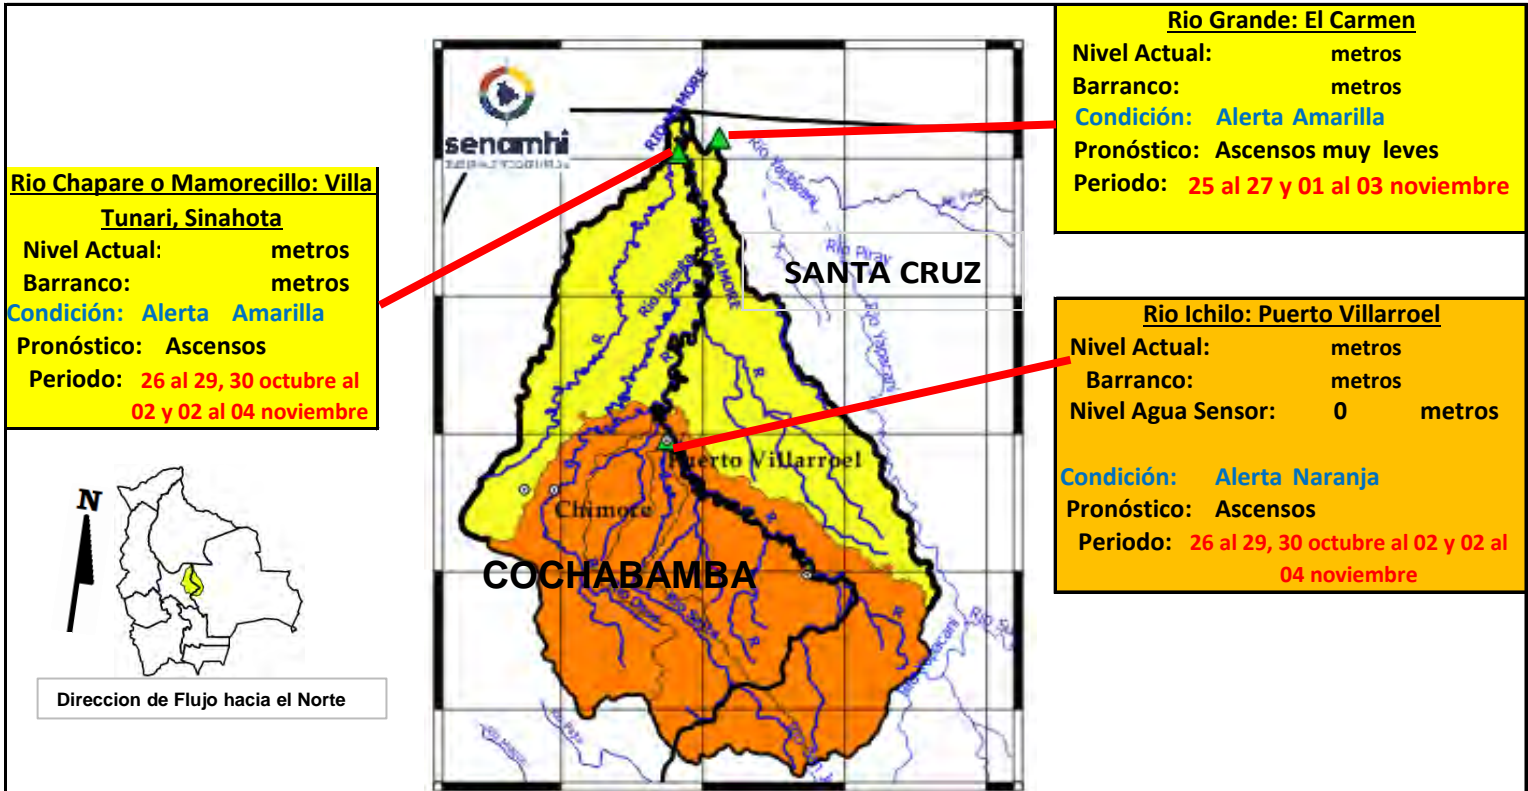 Rio Grande: El Carmen
Nivel Actual: metros
Barranco: metros
Condición: Alerta Amarilla
Pronóstico: Ascensos muy leves
Periodo: 25 al 27 y 01 al 03 noviembre
senamhi
RIO MAMORE
Rio Chapare o Mamorecillo: Villa
Tunari, Sinahota
Nivel Actual: metros
Barranco: metros
Condición: Alerta Amarilla
Pronóstico: Ascensos
Periodo: 26 al 29, 30 octubre al
02 y 02 al 04 noviembre
RIO MAMORE
Rio Piray
SANTA CRUZ
Rio Yapacani
R
R
R
Rio Ichilo: Puerto Villarroel
Nivel Actual: metros
Barranco: metros
Nivel Agua Sensor: 0 metros
Condición: Alerta Naranja
Pronóstico: Ascensos
Periodo: 26 al 29, 30 octubre al 02 y 02 al
04 noviembre
Puerto Villarroel
Chimore
COCHABAMBA
R
R
R
N
Direccion de Flujo hacia el Norte